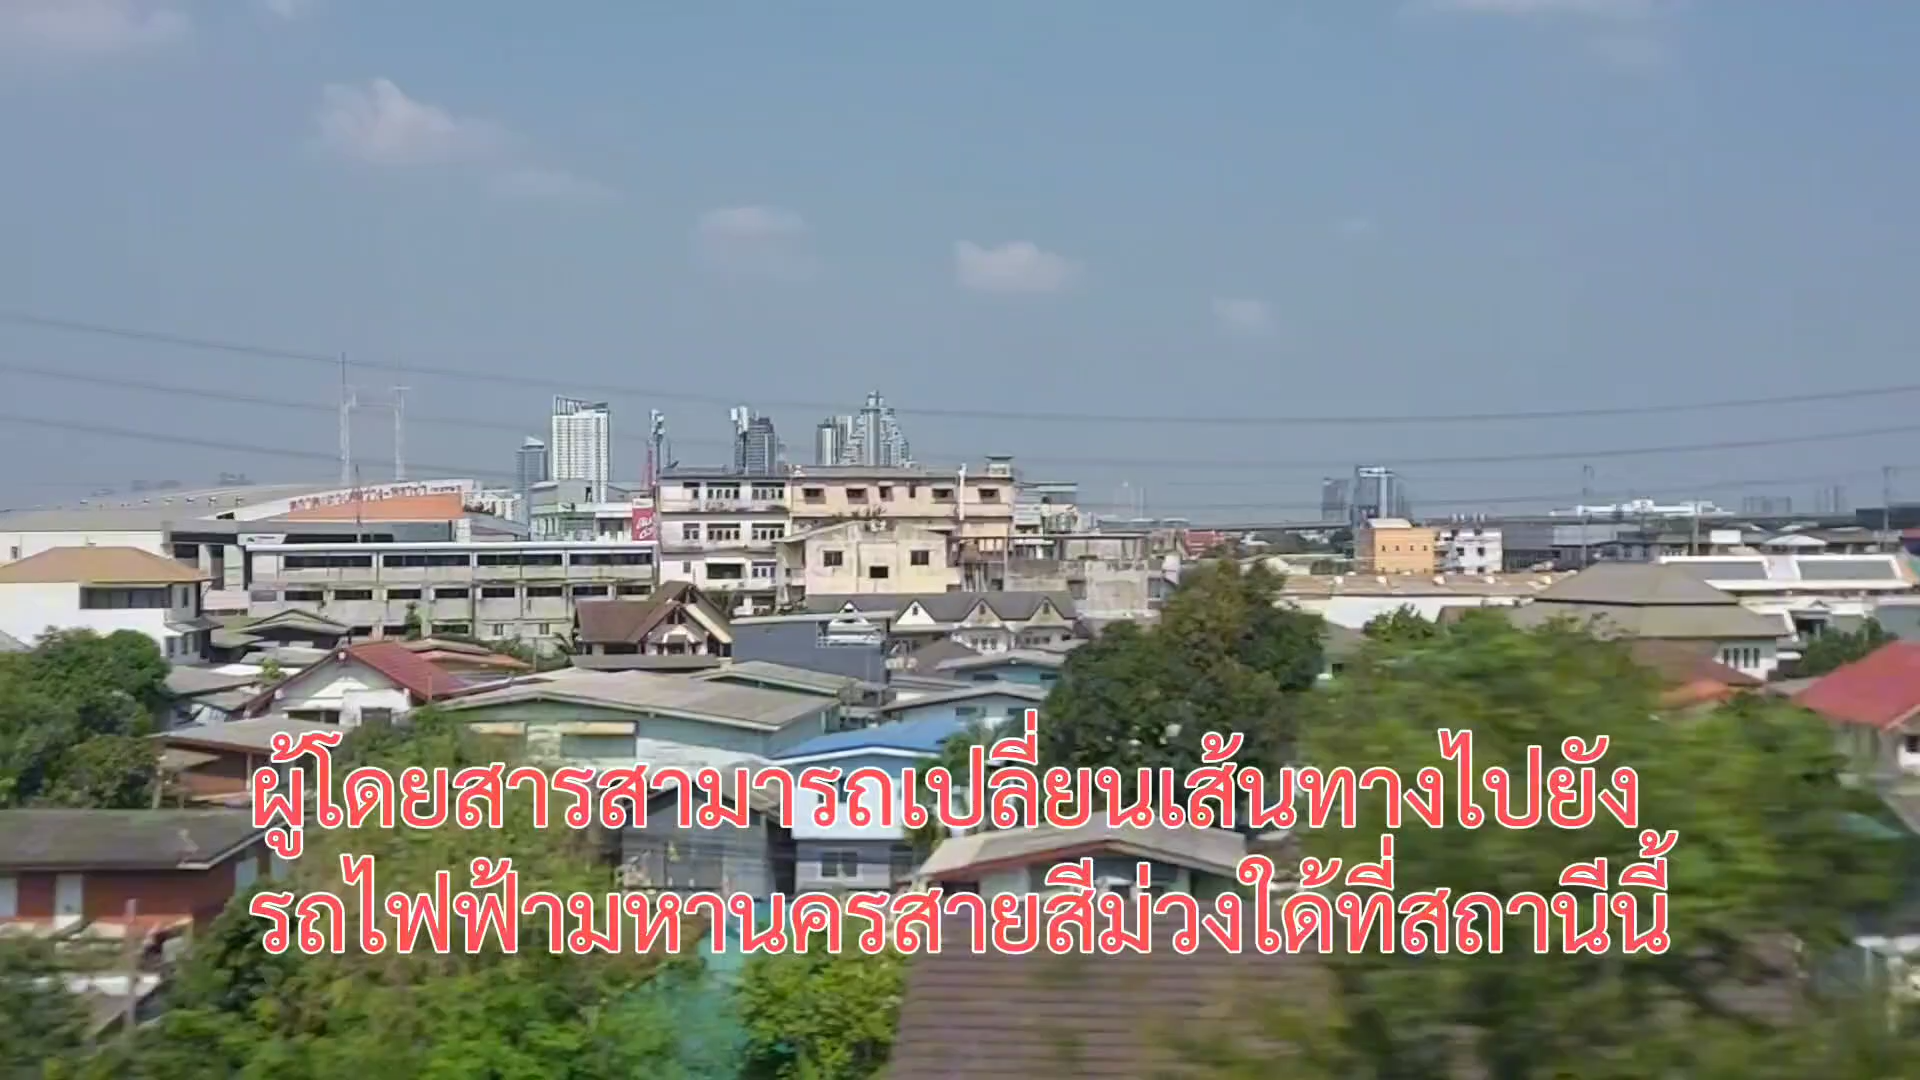 ผู้โดยสารสามารถเปลี่ยนเส้นทางไปยัง
รถไฟฟ้ามหานครสายสีม่วงใด้ที่สถานีนี้